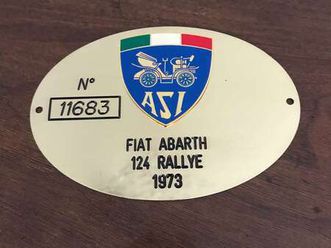 N°
11683
ASI
FIAT ABARTH
124 RALLYE
1973